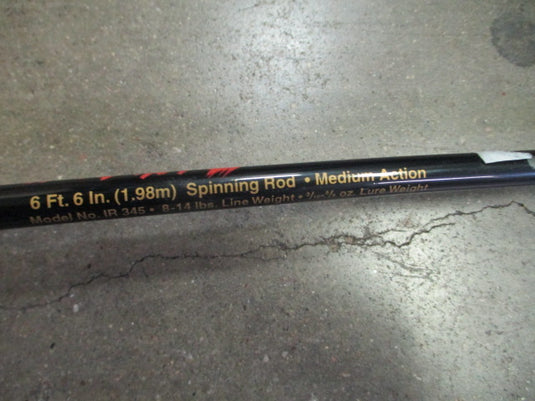 6 Ft. 6 In. (1.98m) Spinning Rod • Medium Action
Model No. IR 345 • 8-14 lbs. Line Weight • oz. Lure Weight